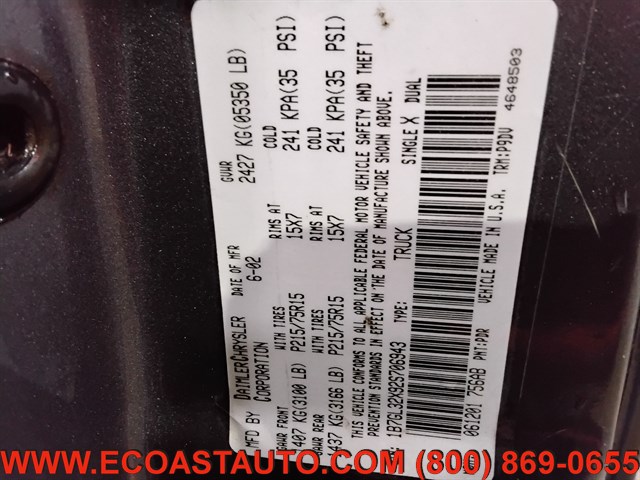 MFD BY DAIMLERCHRYSLER CORPORATION
DATE OF MFR 6-02
GVWR 2427 KG(05350 LB)
GAWR FRONT WITH TIRES RIMS AT COLD
1407 KG(3100 LB) P215/75R15 15X7 241 KPA(35 PSI)
GAWR REAR WITH TIRES RIMS AT COLD
1437 KG(3166 LB) P215/75R15 15X7 241 KPA(35 PSI)
THIS VEHICLE CONFORMS TO ALL APPLICABLE FEDERAL MOTOR VEHICLE SAFETY AND THEFT
PREVENTION STANDARDS IN EFFECT ON THE DATE OF MANUFACTURE SHOWN ABOVE.
1B7GL32X52S706943 TYPE: TRUCK SINGLE X DUAL
061201 756AB PNT:PDR VEHICLE MADE IN U.S.A. TRM:P9DV
4648503
WWW.ECOASTAUTO.COM (800) 869-0655